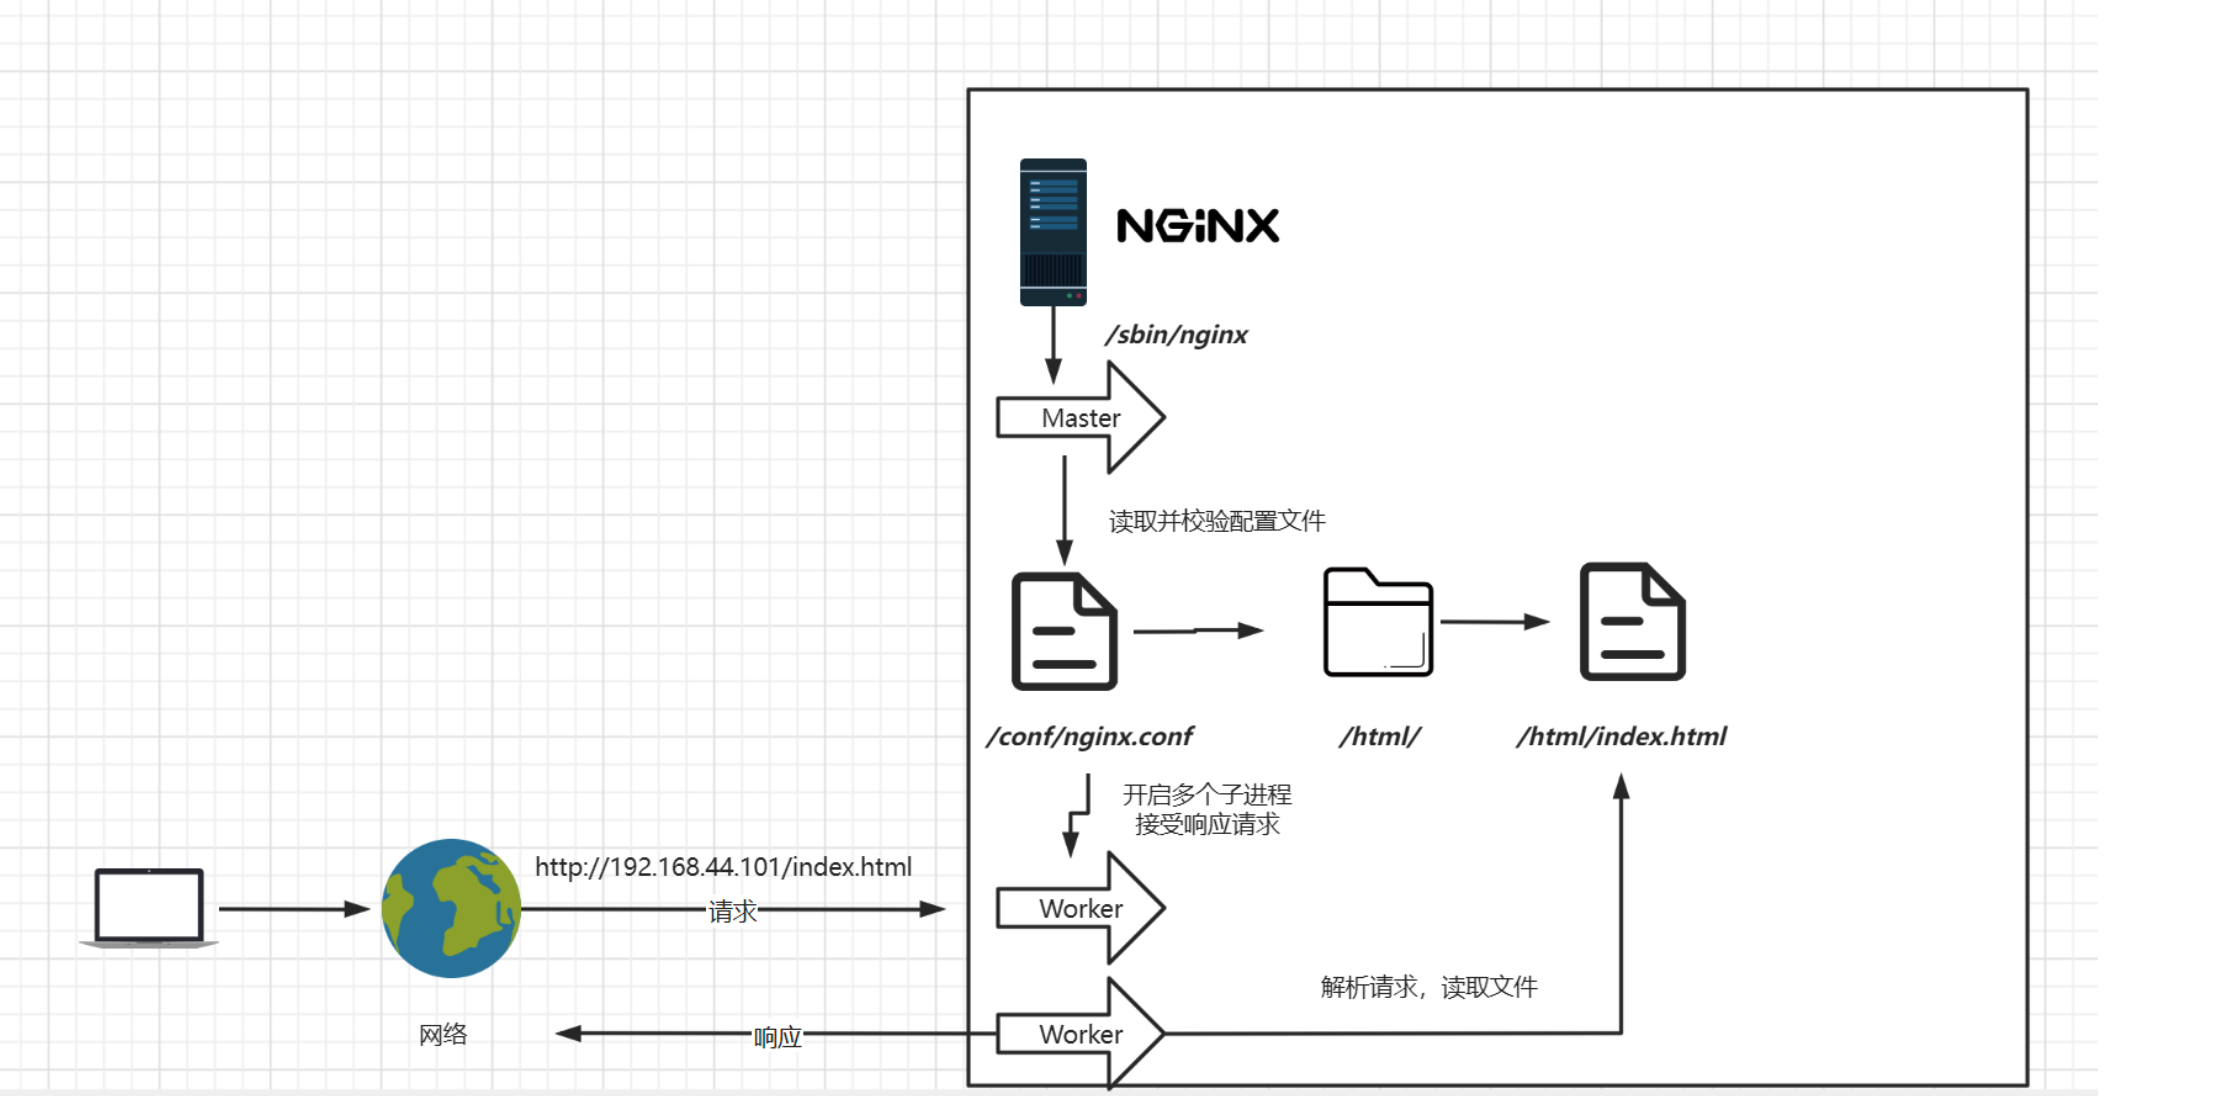 NGiNX
/sbin/nginx
Master
读取并校验配置文件
/conf/nginx.conf
/html/
/html/index.html
开启多个子进程
接受响应请求
http://192.168.44.101/index.html
请求
Worker
解析请求，读取文件
网络
响应
Worker